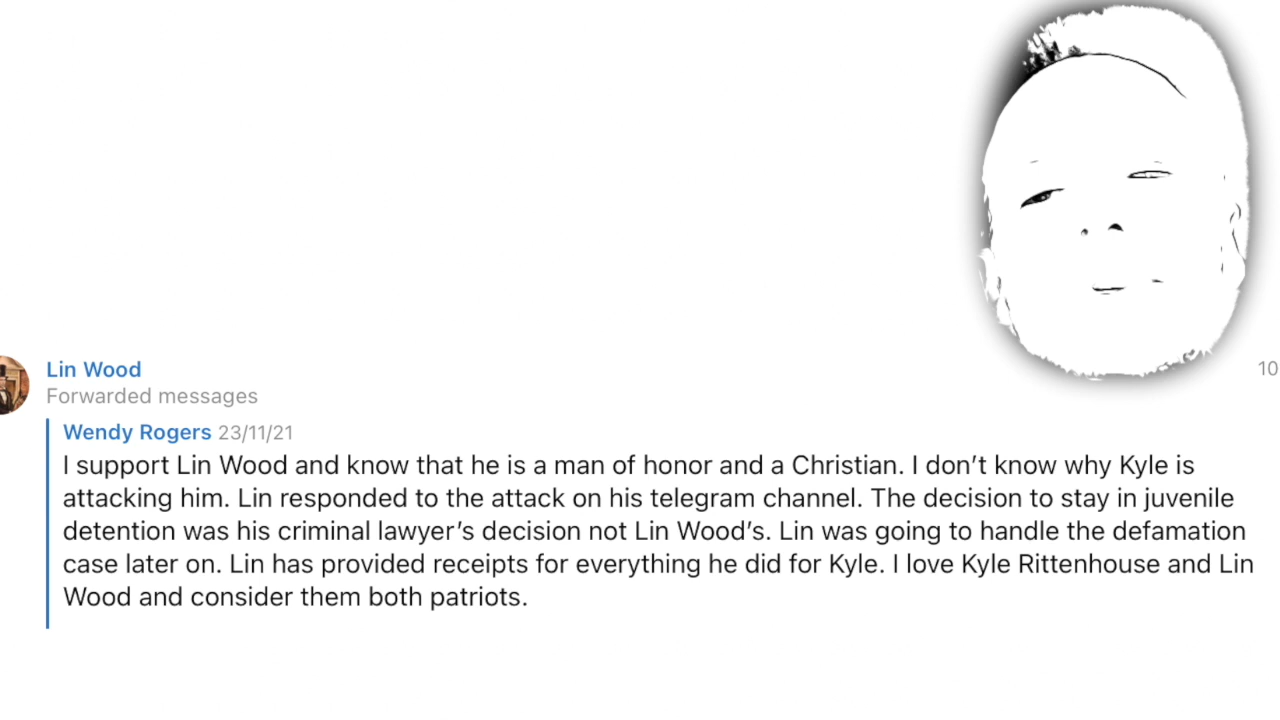 Lin Wood
10
Forwarded messages
Wendy Rogers 23/11/21
I support Lin Wood and know that he is a man of honor and a Christian. I don’t know why Kyle is
attacking him. Lin responded to the attack on his telegram channel. The decision to stay in juvenile
detention was his criminal lawyer’s decision not Lin Wood’s. Lin was going to handle the defamation
case later on. Lin has provided receipts for everything he did for Kyle. I love Kyle Rittenhouse and Lin
Wood and consider them both patriots.